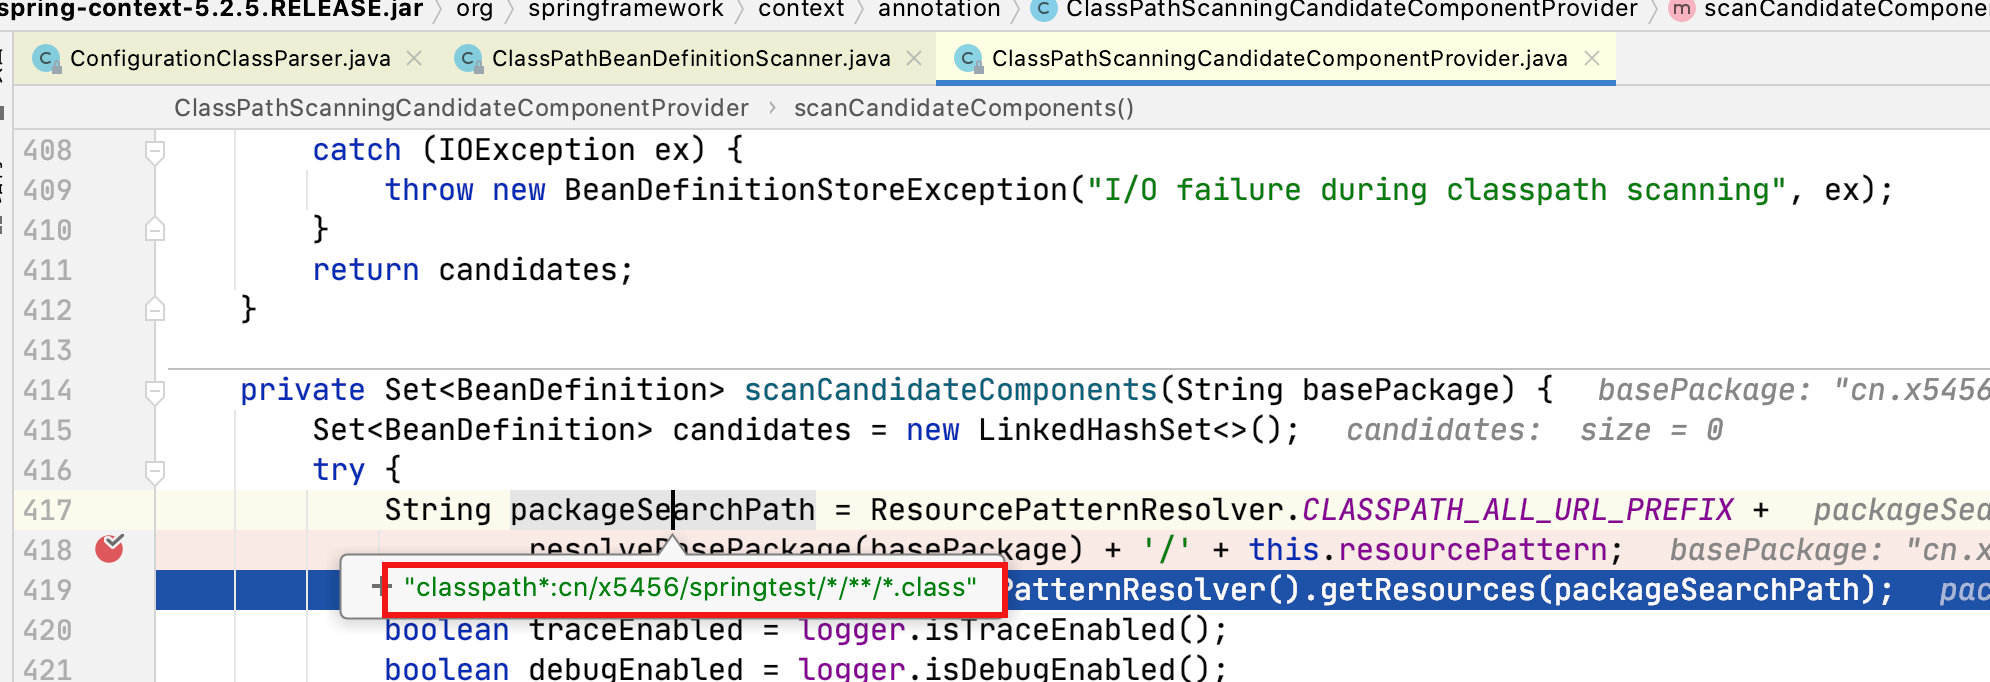 spring-context-5.2.5.RELEASE.jar org springframework context annotation C ClassPathScanningCandidateComponentProvider m scanCandidateCompone
C ConfigurationClassParser.java C ClassPathBeanDefinitionScanner.java C ClassPathScanningCandidateComponentProvider.java
ClassPathScanningCandidateComponentProvider scanCandidateComponents()
408 catch (IOException ex) {
409 throw new BeanDefinitionStoreException("I/O failure during classpath scanning", ex);
410 }
411 return candidates;
412 }
413
414 private Set<BeanDefinition> scanCandidateComponents(String basePackage) { basePackage: "cn.x5456
415 Set<BeanDefinition> candidates = new LinkedHashSet<>(); candidates: size = 0
416 try {
417 String packageSearchPath = ResourcePatternResolver.CLASSPATH_ALL_URL_PREFIX + packageSea
418 resolveBasePackage(basePackage) + '/' + this.resourcePattern; basePackage: "cn.x
419 + "classpath*:cn/x5456/springtest/*/**/*.class" PatternResolver().getResources(packageSearchPath); pac
420 boolean traceEnabled = logger.isTraceEnabled();
421 boolean debugEnabled = logger.isDebugEnabled();